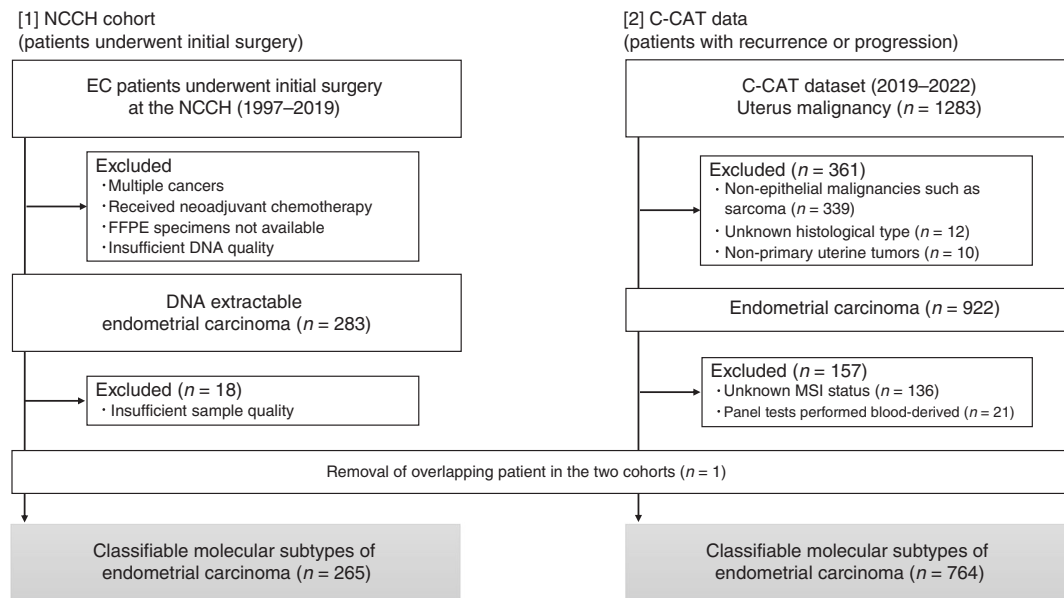 [1] NCCH cohort
(patients underwent initial surgery)
EC patients underwent initial surgery
at the NCCH (1997–2019)
Excluded
・Multiple cancers
・Received neoadjuvant chemotherapy
・FFPE specimens not available
・Insufficient DNA quality
DNA extractable
endometrial carcinoma (n = 283)
Excluded (n = 18)
・Insufficient sample quality
[2] C-CAT data
(patients with recurrence or progression)
C-CAT dataset (2019–2022)
Uterus malignancy (n = 1283)
Excluded (n = 361)
・Non-epithelial malignancies such as
sarcoma (n = 339)
・Unknown histological type (n = 12)
・Non-primary uterine tumors (n = 10)
Endometrial carcinoma (n = 922)
Excluded (n = 157)
・Unknown MSI status (n = 136)
・Panel tests performed blood-derived (n = 21)
Removal of overlapping patient in the two cohorts (n = 1)
Classifiable molecular subtypes of
endometrial carcinoma (n = 265)
Classifiable molecular subtypes of
endometrial carcinoma (n = 764)